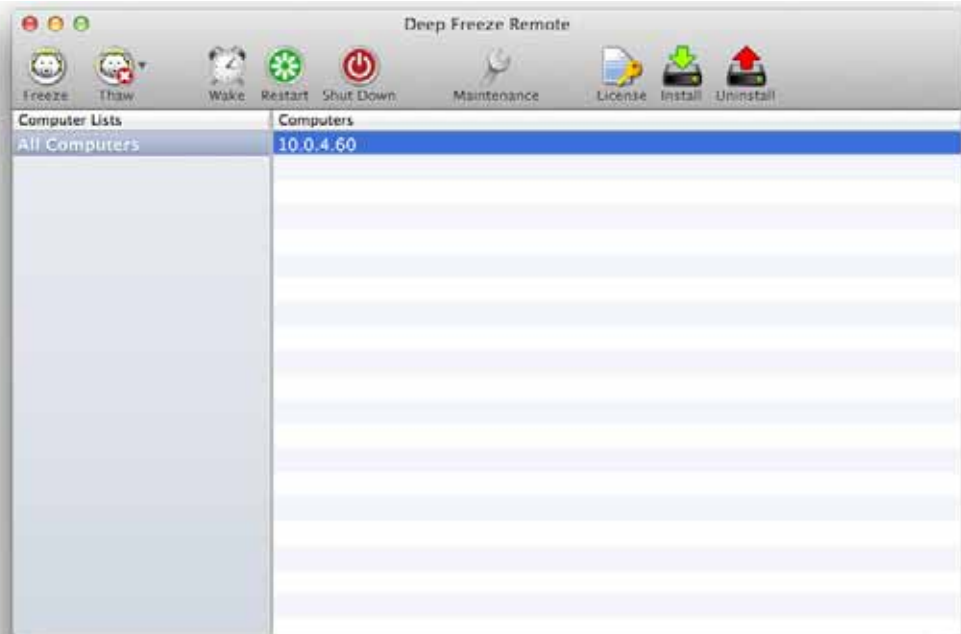 Deep Freeze Remote
Freeze Thaw Wake Restart Shut Down Maintenance License Install Uninstall
Computer Lists Computers
All Computers 10.0.4.60